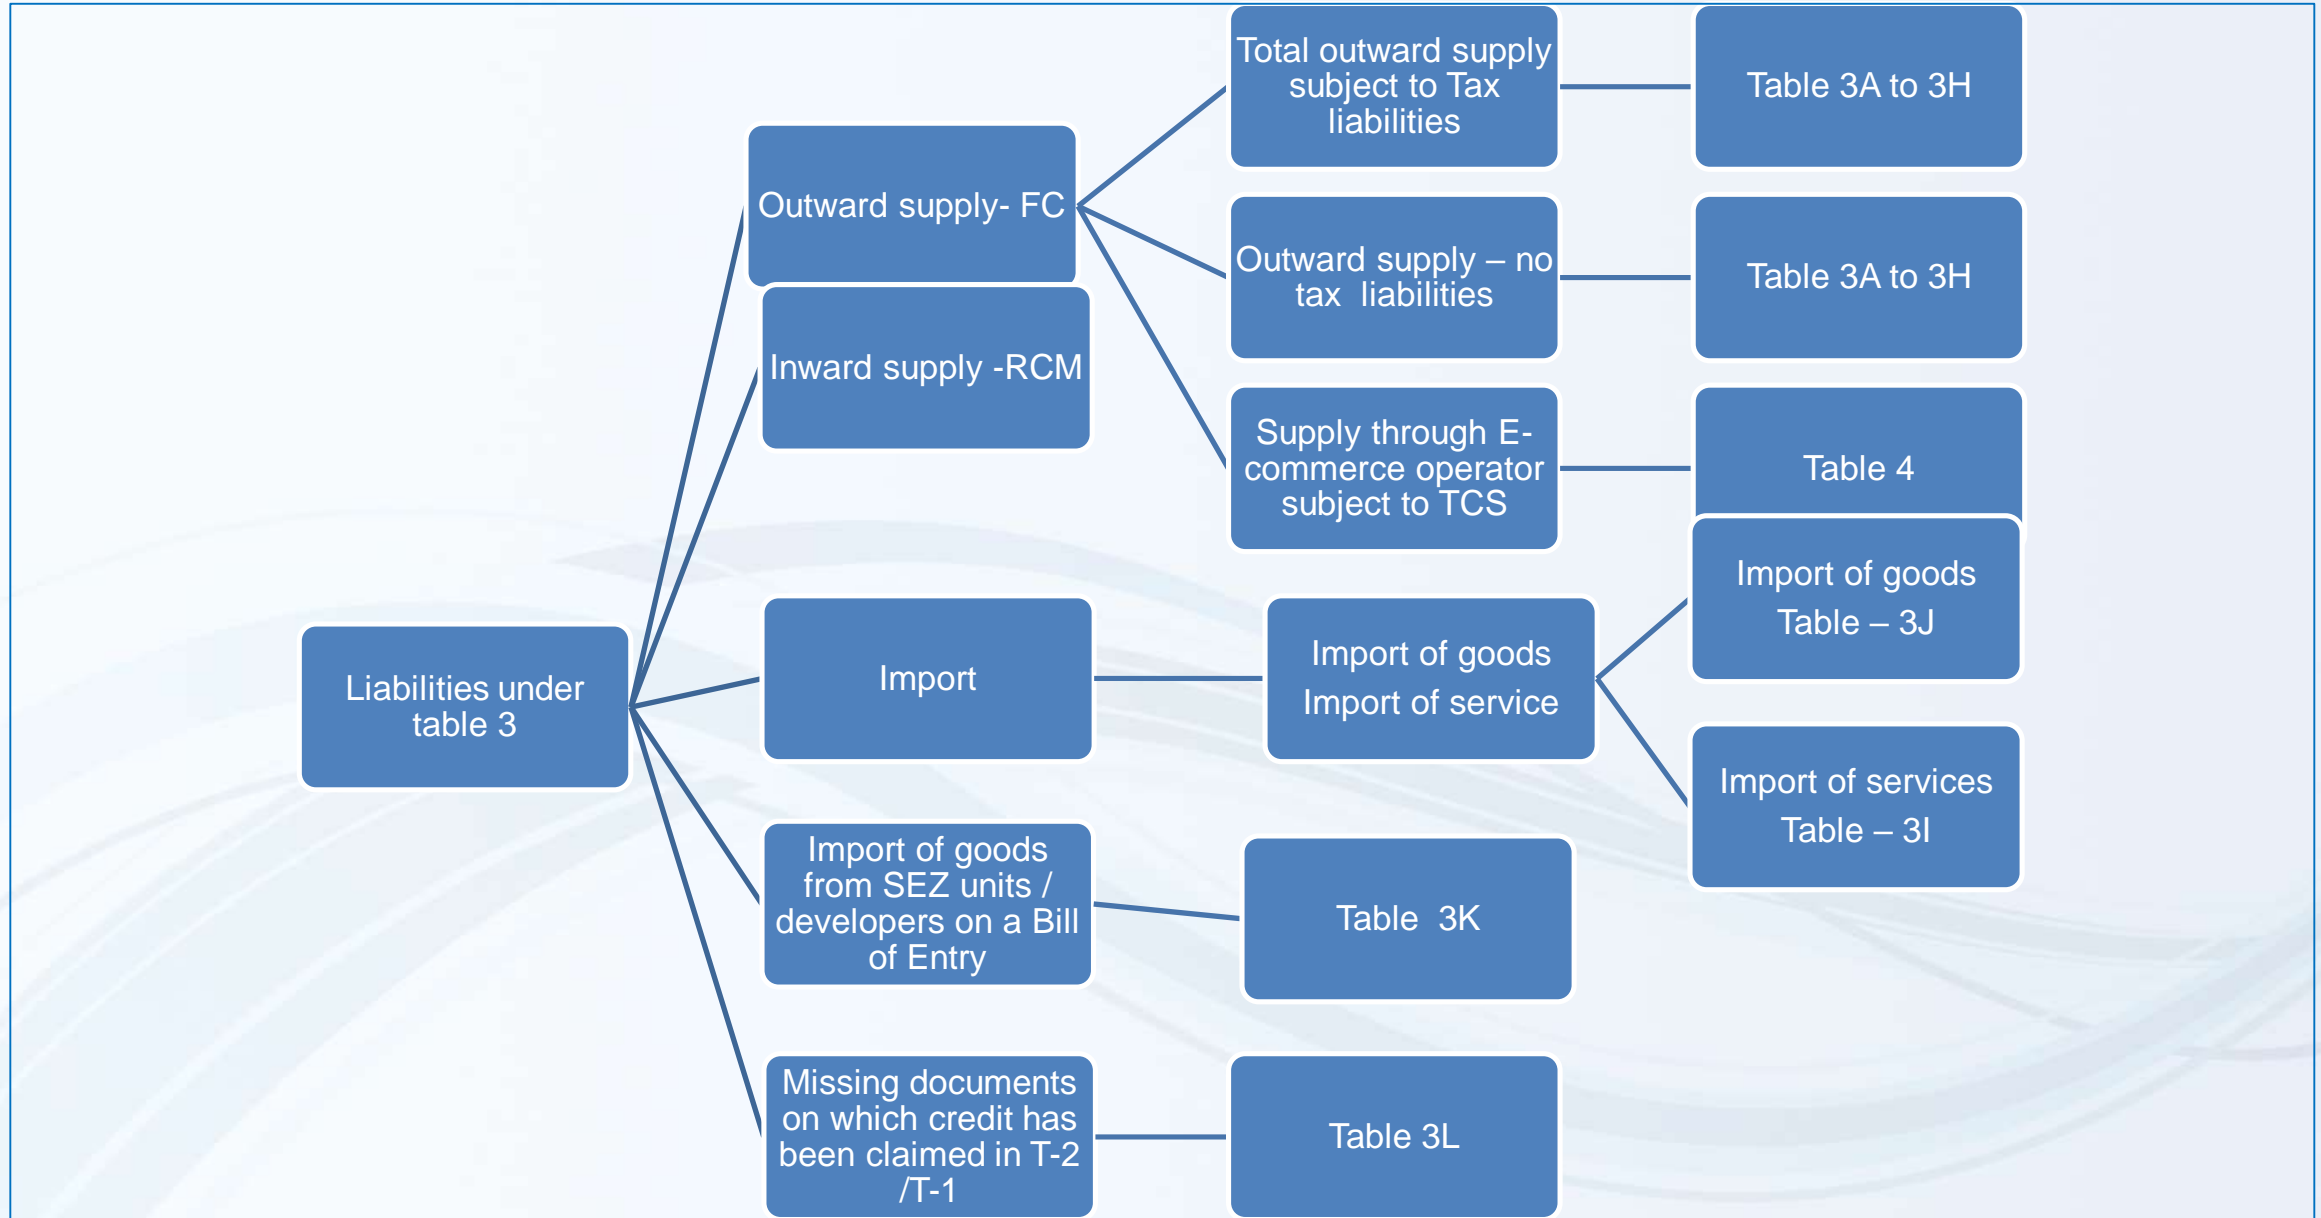 Liabilities under
table 3
Outward supply- FC
Total outward supply
subject to Tax
liabilities
Table 3A to 3H
Outward supply – no
tax liabilities
Table 3A to 3H
Supply through E-
commerce operator
subject to TCS
Table 4
Inward supply -RCM
Import
Import of goods
Import of service
Import of goods
Table – 3J
Import of services
Table – 3I
Import of goods
from SEZ units /
developers on a Bill
of Entry
Table 3K
Missing documents
on which credit has
been claimed in T-2
/T-1
Table 3L